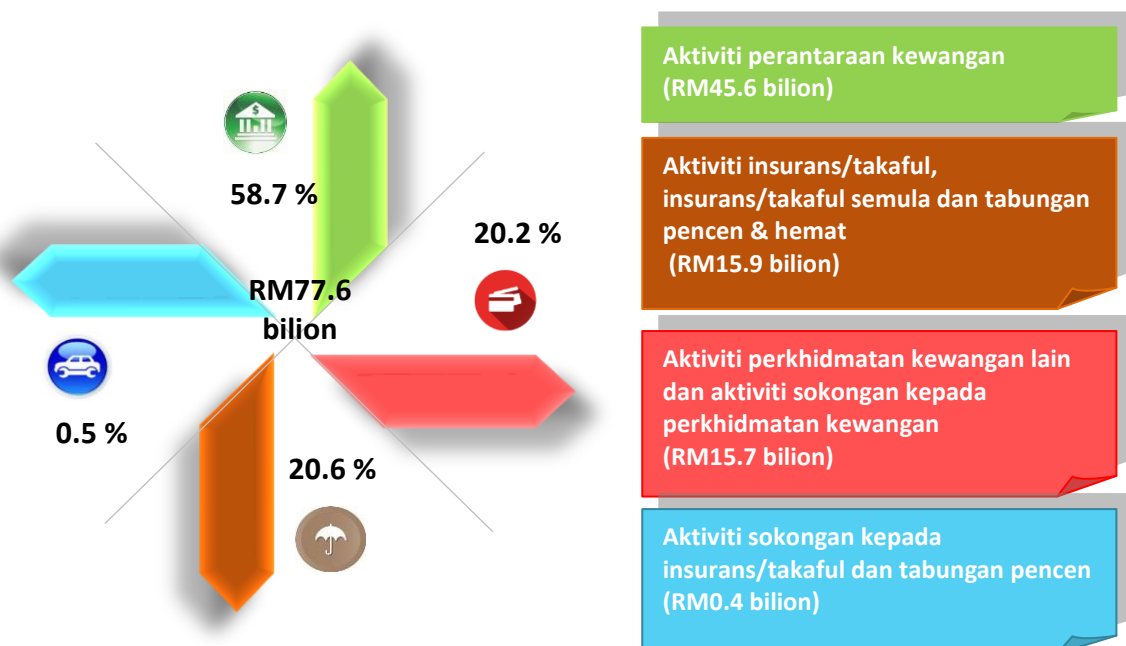 58.7 %
20.2 %
RM77.6
bilion
0.5 %
20.6 %
Aktiviti perantaraan kewangan
(RM45.6 bilion)
Aktiviti insurans/takaful,
insurans/takaful semula dan tabungan
pencen & hemat
(RM15.9 bilion)
Aktiviti perkhidmatan kewangan lain
dan aktiviti sokongan kepada
perkhidmatan kewangan
(RM15.7 bilion)
Aktiviti sokongan kepada
insurans/takaful dan tabungan pencen
(RM0.4 bilion)